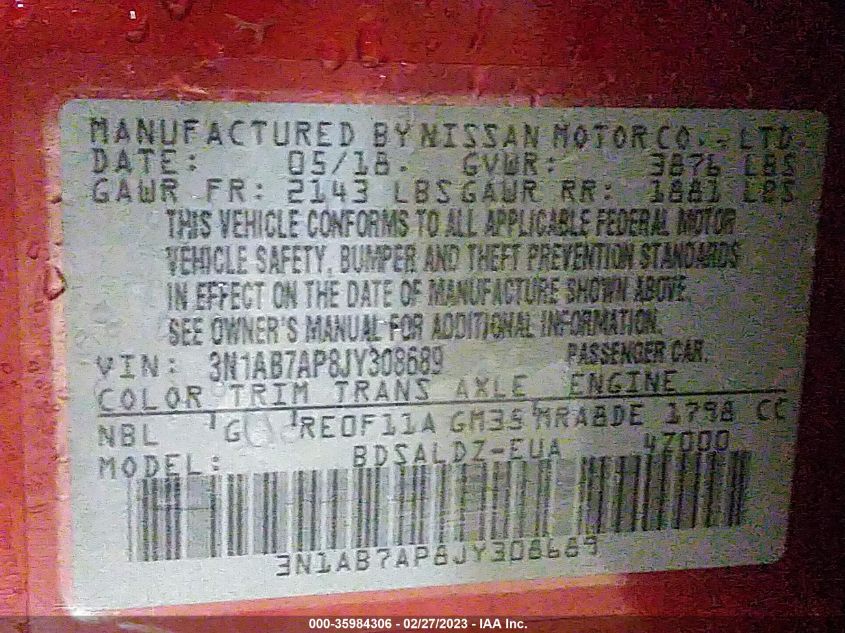 MANUFACTURED BY NISSAN MOTOR CO., LTD.
DATE: 05/18. GVWR: 3876 LBS
GAWR FR: 2143 LBS GAWR RR: 1881 LBS
THIS VEHICLE CONFORMS TO ALL APPLICABLE FEDERAL MOTOR
VEHICLE SAFETY, BUMPER AND THEFT PREVENTION STANDARDS
IN EFFECT ON THE DATE OF MANUFACTURE SHOWN ABOVE.
SEE OWNER'S MANUAL FOR ADDITIONAL INFORMATION.
VIN: 3N1AB7AP8JY308689 PASSENGER CAR.
COLOR TRIM TRANS AXLE ENGINE
NBL G RE0F11A GM35 MRA8DE 1798 CC
MODEL: BDSALDZ-EUA 47000
3N1AB7AP8JY308689
000-35984306 - 02/27/2023 - IAA Inc.